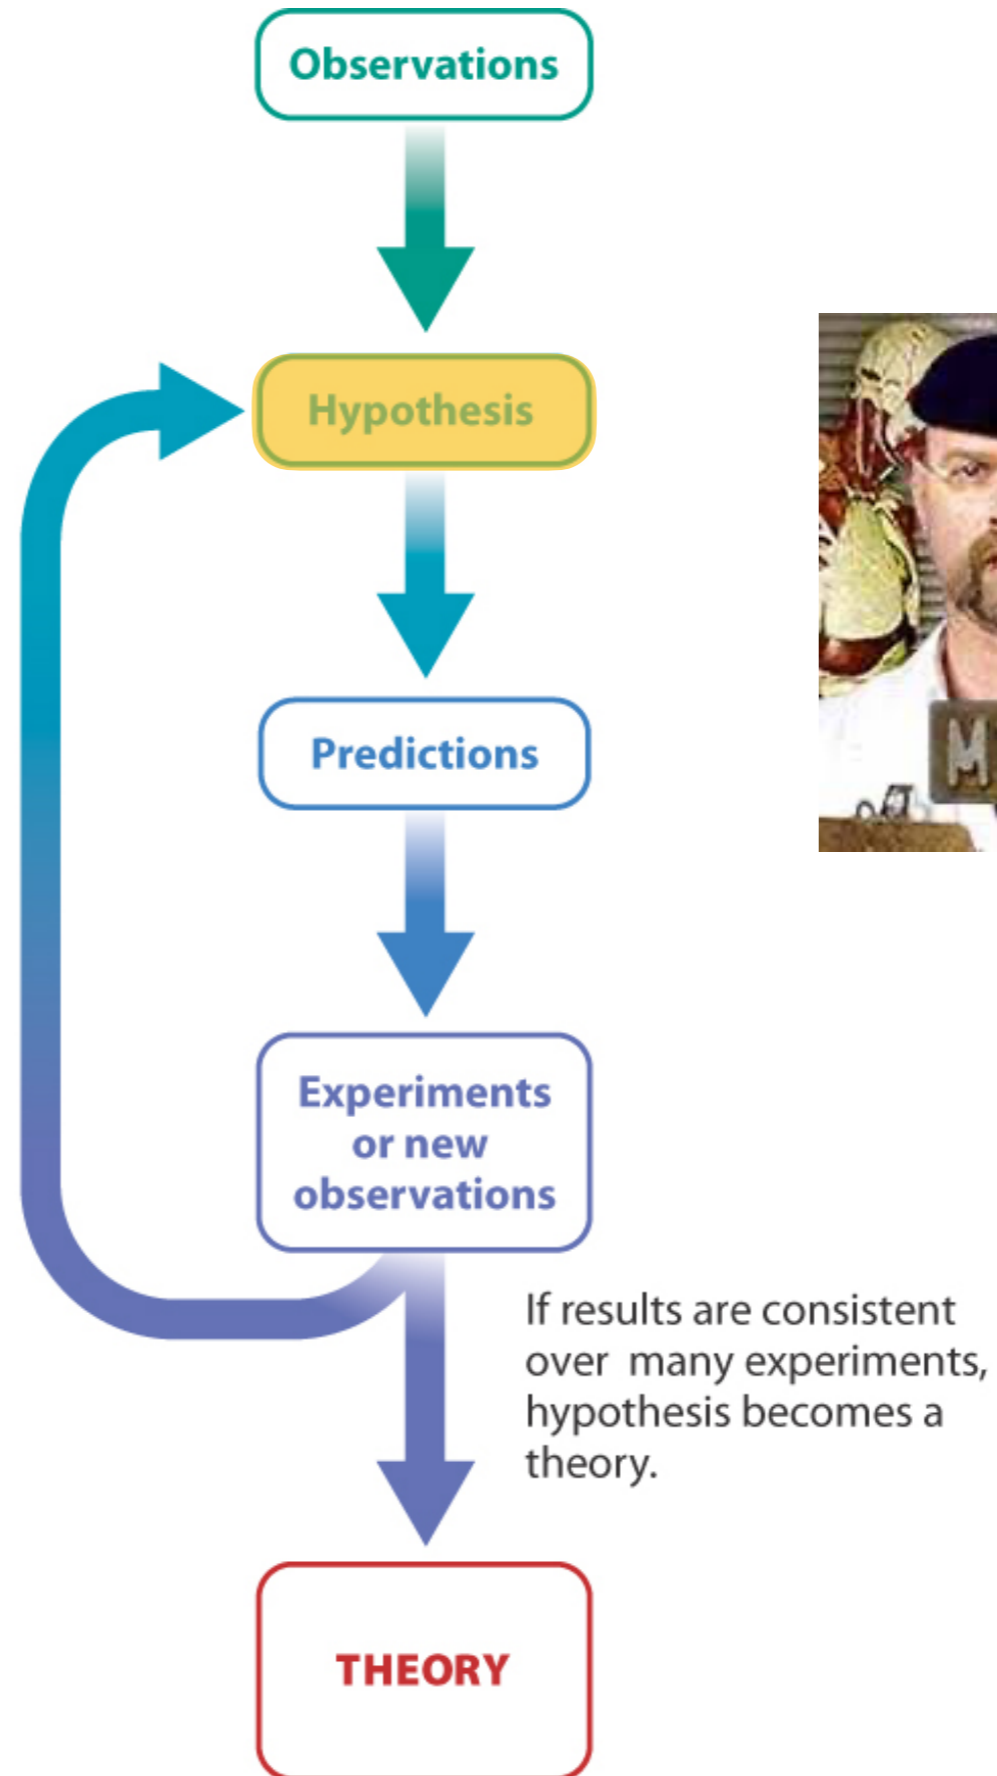 Observations
Hypothesis
Predictions
Experiments
or new
observations
If results are consistent
over many experiments,
hypothesis becomes a
theory.
THEORY
M